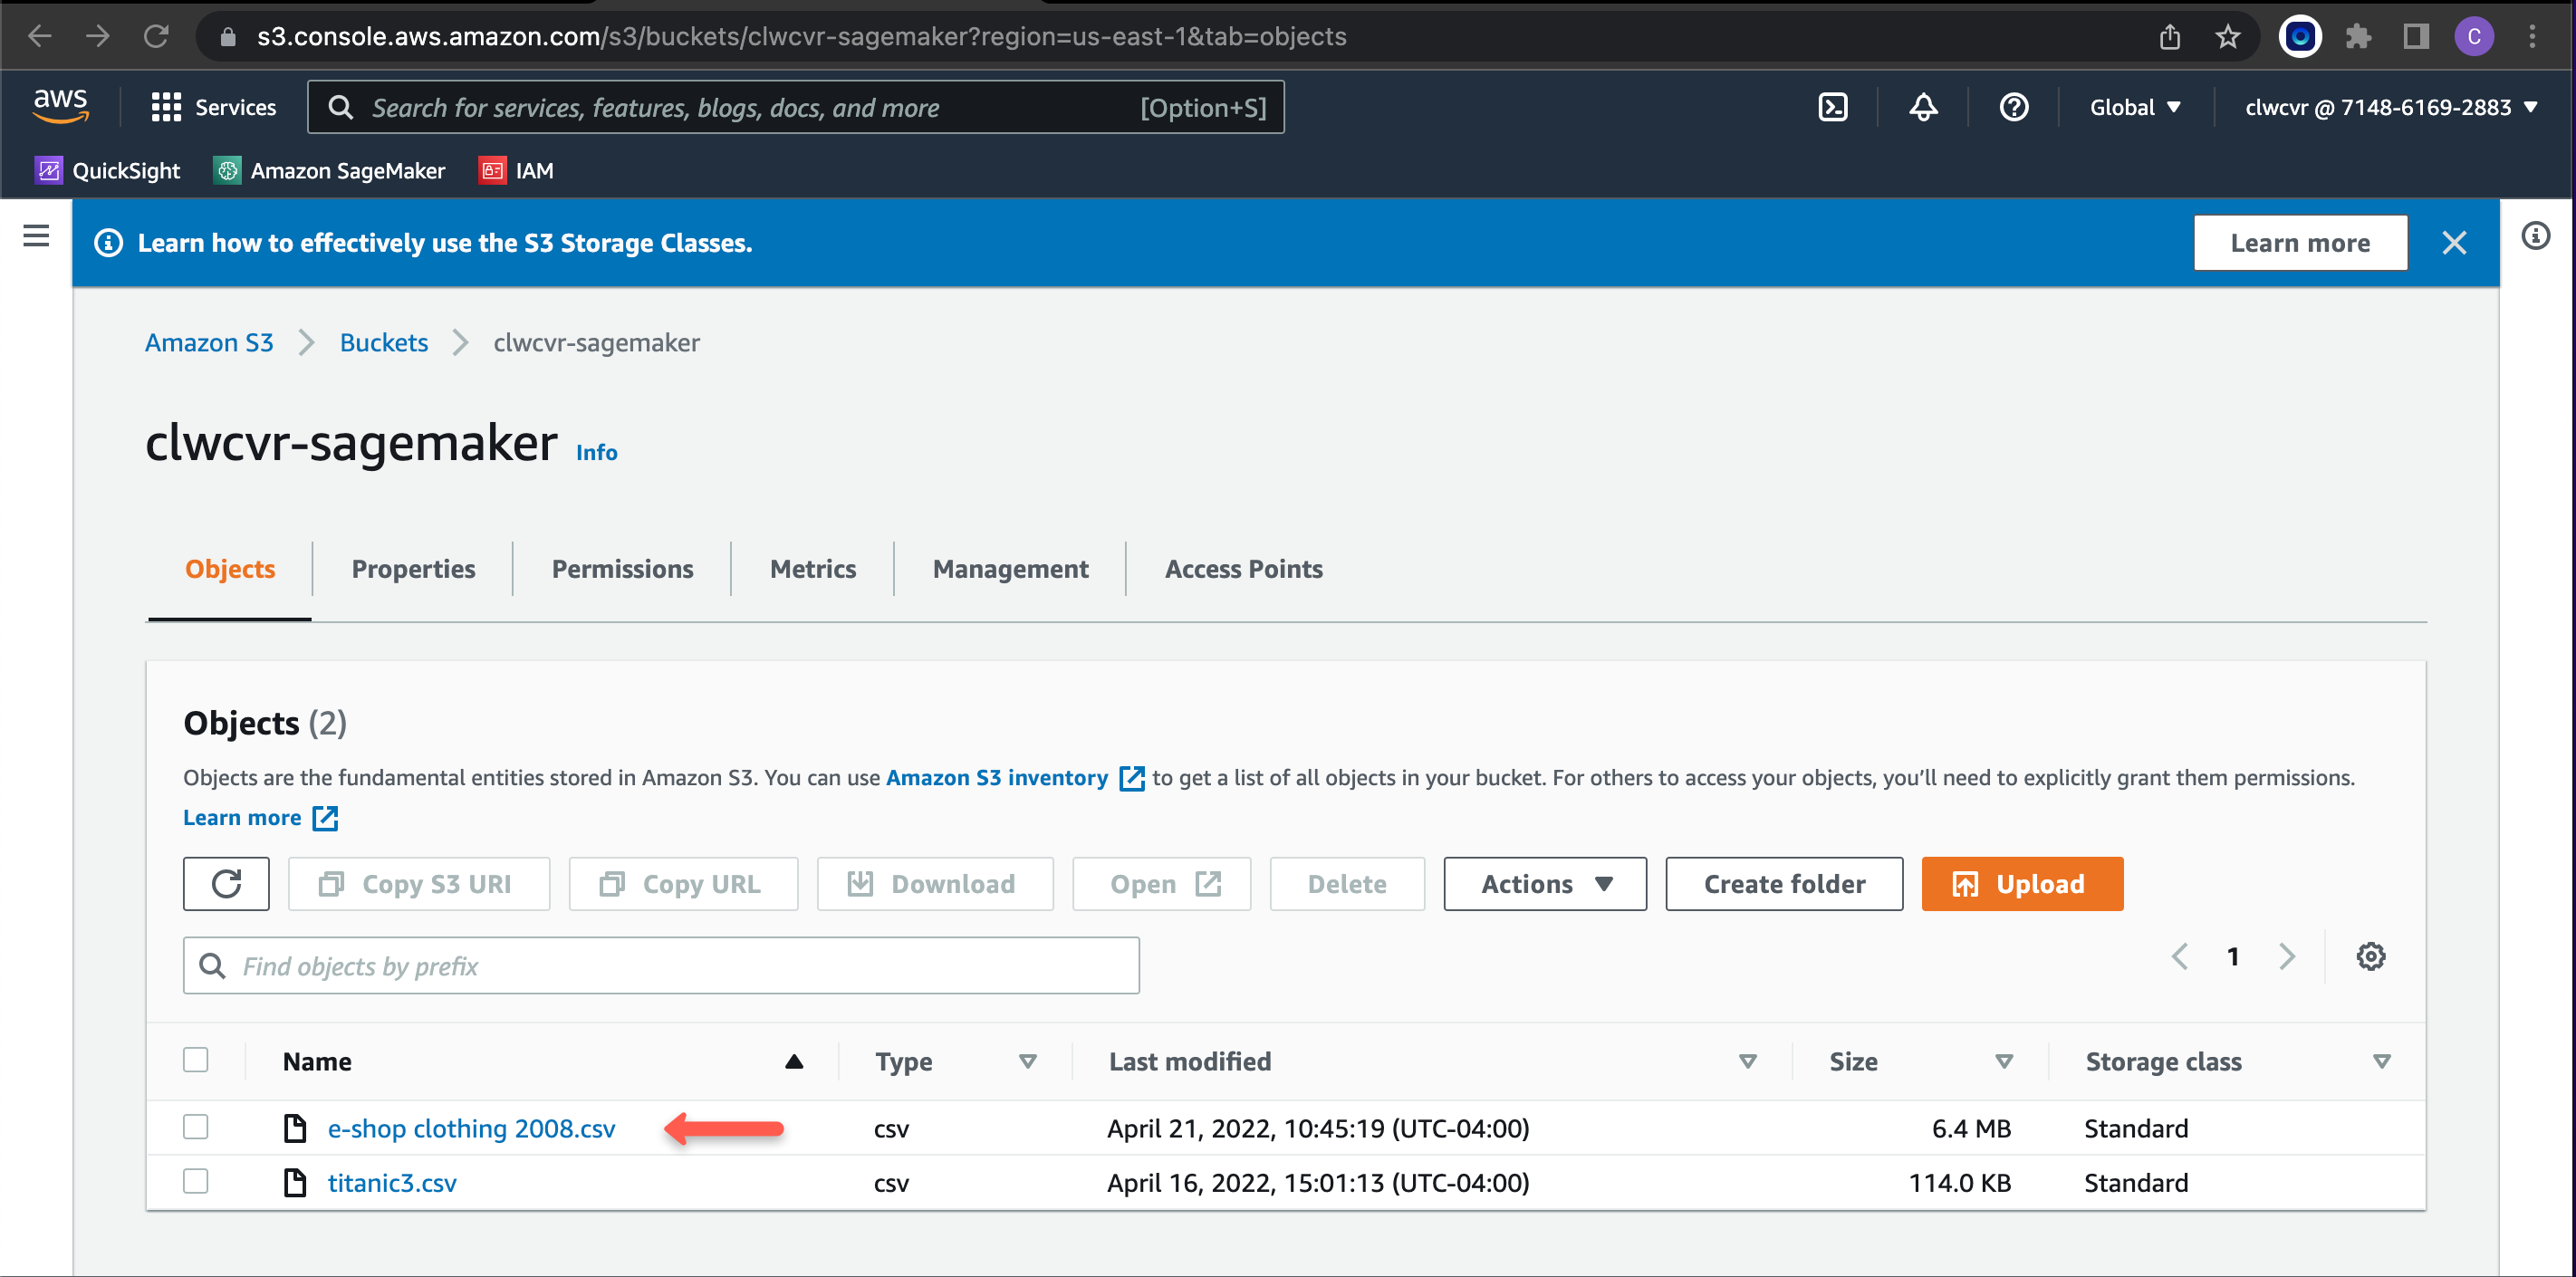 s3.console.aws.amazon.com/s3/buckets/clwcvr-sagemaker?region=us-east-1&tab=objects
C
aws
Services
Search for services, features, blogs, docs, and more
[Option+S]
Global
clwcvr @ 7148-6169-2883
QuickSight
Amazon SageMaker
IAM
Learn how to effectively use the S3 Storage Classes.
Learn more
Amazon S3
Buckets
clwcvr-sagemaker
clwcvr-sagemaker
Info
Objects
Properties
Permissions
Metrics
Management
Access Points
Objects (2)
Objects are the fundamental entities stored in Amazon S3. You can use Amazon S3 inventory to get a list of all objects in your bucket. For others to access your objects, you’ll need to explicitly grant them permissions.
Learn more
Copy S3 URI
Copy URL
Download
Open
Delete
Actions
Create folder
Upload
Find objects by prefix
1
Name
Type
Last modified
Size
Storage class
e-shop clothing 2008.csv
csv
April 21, 2022, 10:45:19 (UTC-04:00)
6.4 MB
Standard
titanic3.csv
csv
April 16, 2022, 15:01:13 (UTC-04:00)
114.0 KB
Standard